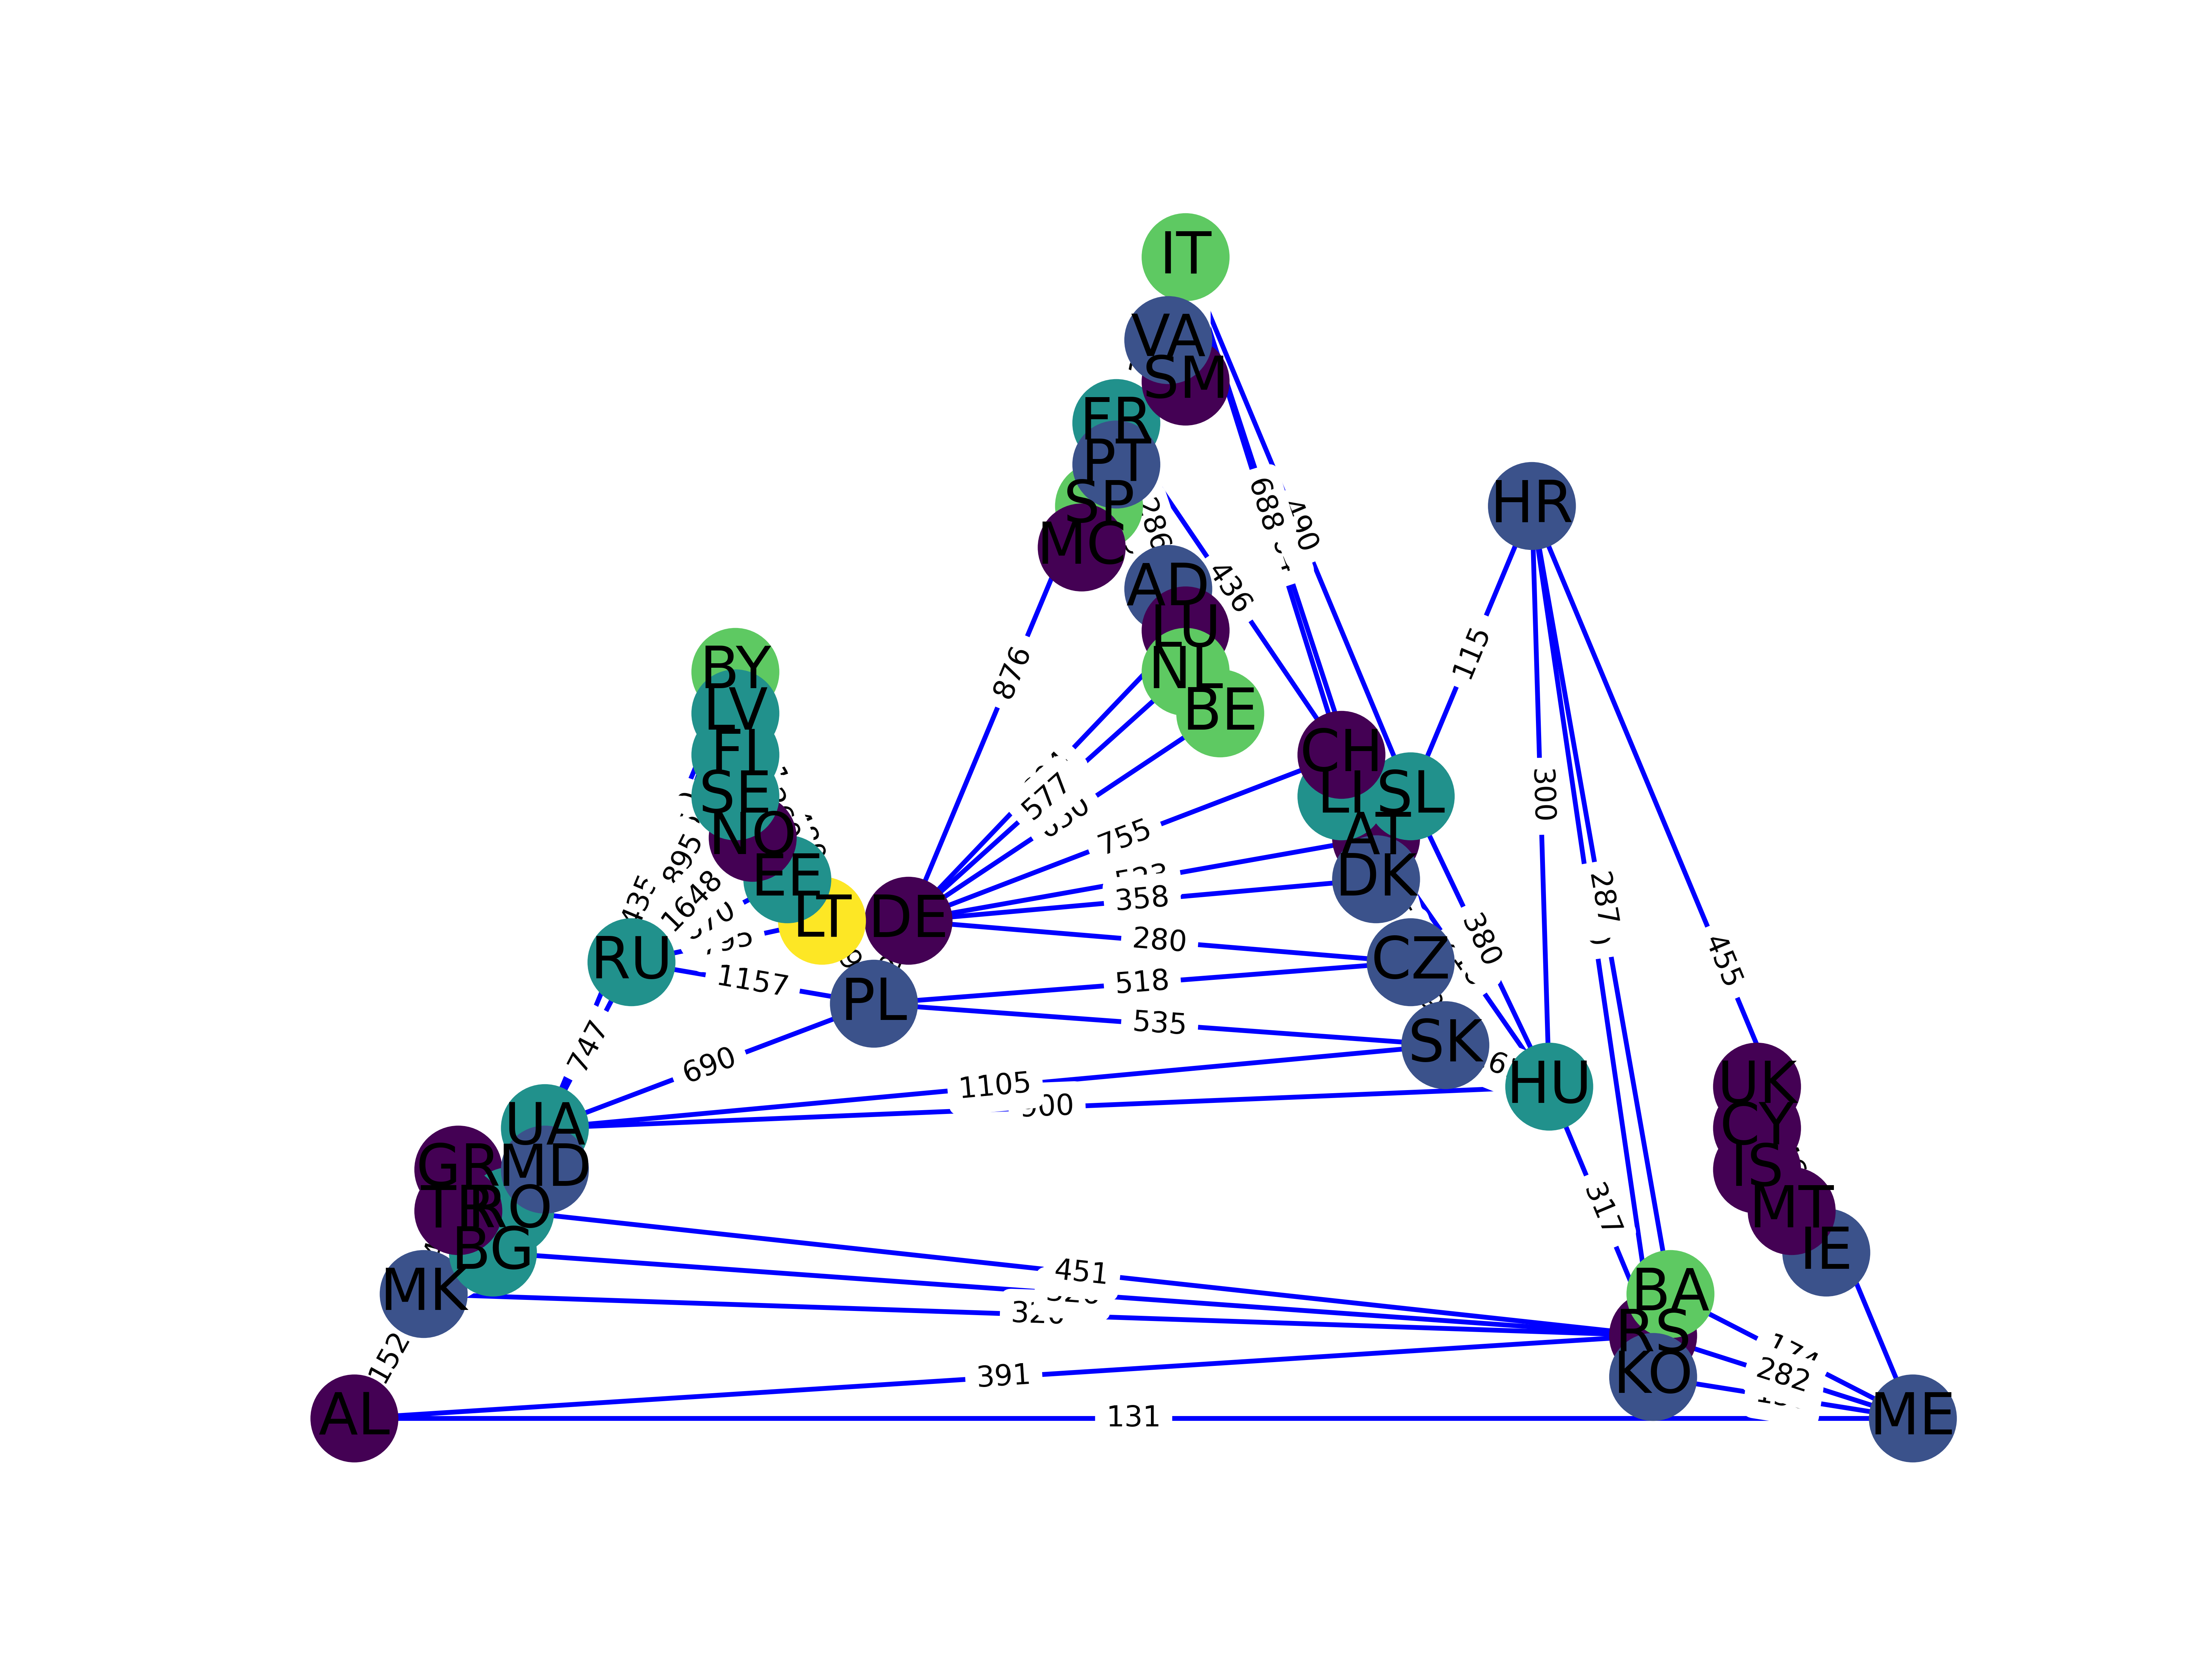 IT
VA
SM
FR
PT
SP
MC
HR
286
688
490
AD
436
LU
NL
BE
BY
LV
FI
SE
NO
EE
LT
DE
876
115
CH
LI
SL
AT
DK
300
577
755
895
1648
358
287
RU
280
CZ
380
455
1157
PL
518
535
SK
747
690
1105
HU
UA
UK
CY
GR
MD
IS
TR
RO
MT
317
BG
IE
MK
451
BA
RS
152
391
282
KO
AL
131
ME